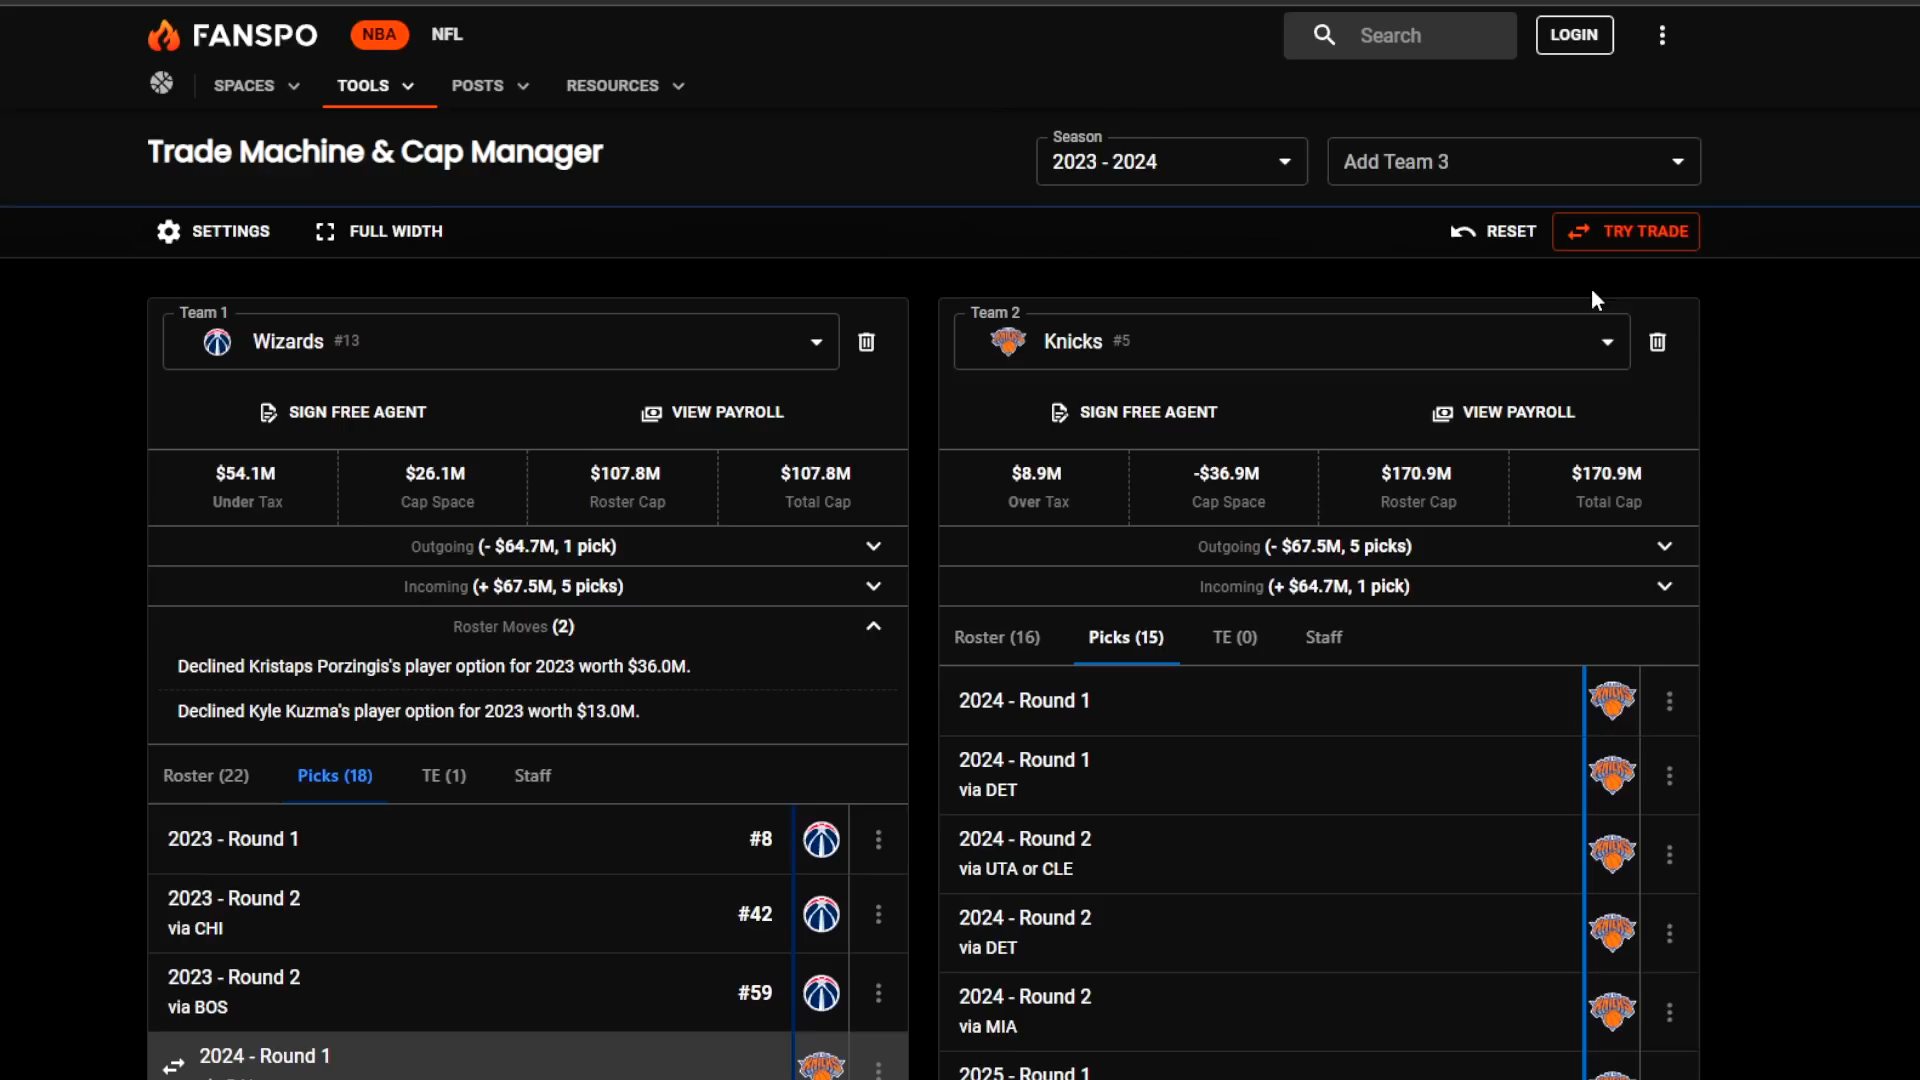 FANSPO
NBA
NFL
Search
LOGIN
SPACES
TOOLS
POSTS
RESOURCES
Trade Machine & Cap Manager
Season
2023 - 2024
Add Team 3
SETTINGS
FULL WIDTH
RESET
TRY TRADE
Team 1
Wizards #13
SIGN FREE AGENT
VIEW PAYROLL
$54.1M
Under Tax
$26.1M
Cap Space
$107.8M
Roster Cap
$107.8M
Total Cap
Outgoing (- $64.7M, 1 pick)
Incoming (+ $67.5M, 5 picks)
Roster Moves (2)
Declined Kristaps Porzingis's player option for 2023 worth $36.0M.
Declined Kyle Kuzma's player option for 2023 worth $13.0M.
Roster (22)
Picks (18)
TE (1)
Staff
2023 - Round 1
#8
2023 - Round 2
via CHI
#42
2023 - Round 2
via BOS
#59
2024 - Round 1
Team 2
Knicks #5
SIGN FREE AGENT
VIEW PAYROLL
$8.9M
Over Tax
-$36.9M
Cap Space
$170.9M
Roster Cap
$170.9M
Total Cap
Outgoing (- $67.5M, 5 picks)
Incoming (+ $64.7M, 1 pick)
Roster (16)
Picks (15)
TE (0)
Staff
2024 - Round 1
2024 - Round 1
via DET
2024 - Round 2
via UTA or CLE
2024 - Round 2
via DET
2024 - Round 2
via MIA
2025 - Round 1